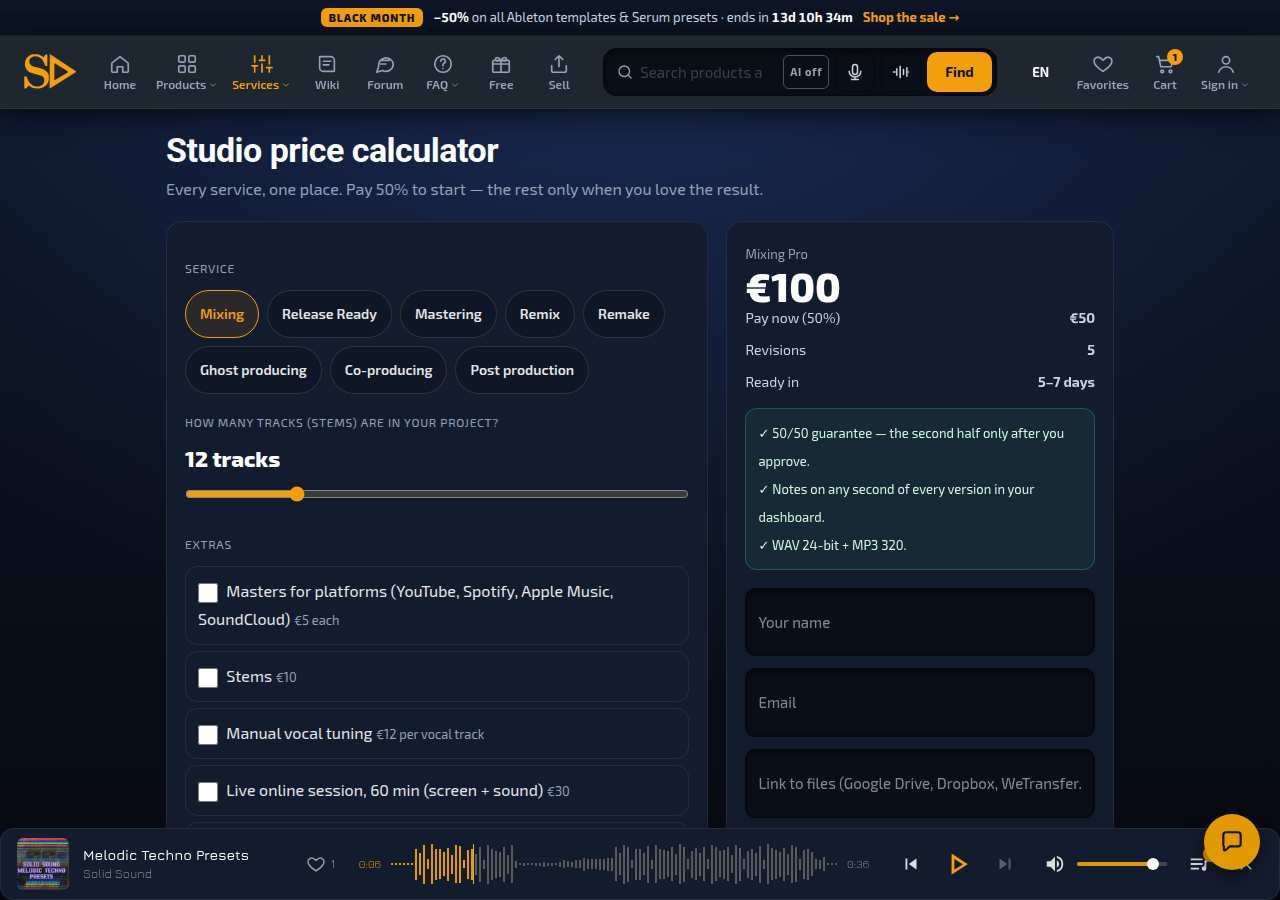 BLACK MONTH −50% on all Ableton templates & Serum presets · ends in 13d 10h 34m Shop the sale →
SD
Home
Products
Services
Wiki
Forum
FAQ
Free
Sell
Search products a
AI off
Find
EN
Favorites
1
Cart
Sign in
Studio price calculator
Every service, one place. Pay 50% to start — the rest only when you love the result.
SERVICE
Mixing
Release Ready
Mastering
Remix
Remake
Ghost producing
Co-producing
Post production
HOW MANY TRACKS (STEMS) ARE IN YOUR PROJECT?
12 tracks
EXTRAS
Masters for platforms (YouTube, Spotify, Apple Music,
SoundCloud) €5 each
Stems €10
Manual vocal tuning €12 per vocal track
Live online session, 60 min (screen + sound) €30
Mixing Pro
€100
Pay now (50%) €50
Revisions 5
Ready in 5–7 days
✓ 50/50 guarantee — the second half only after you
approve.
✓ Notes on any second of every version in your
dashboard.
✓ WAV 24-bit + MP3 320.
Your name
Email
Link to files (Google Drive, Dropbox, WeTransfer.
SOLID SOUND
MELODIC TECHNO
PRESETS
Melodic Techno Presets
Solid Sound
1
0:06
0:36